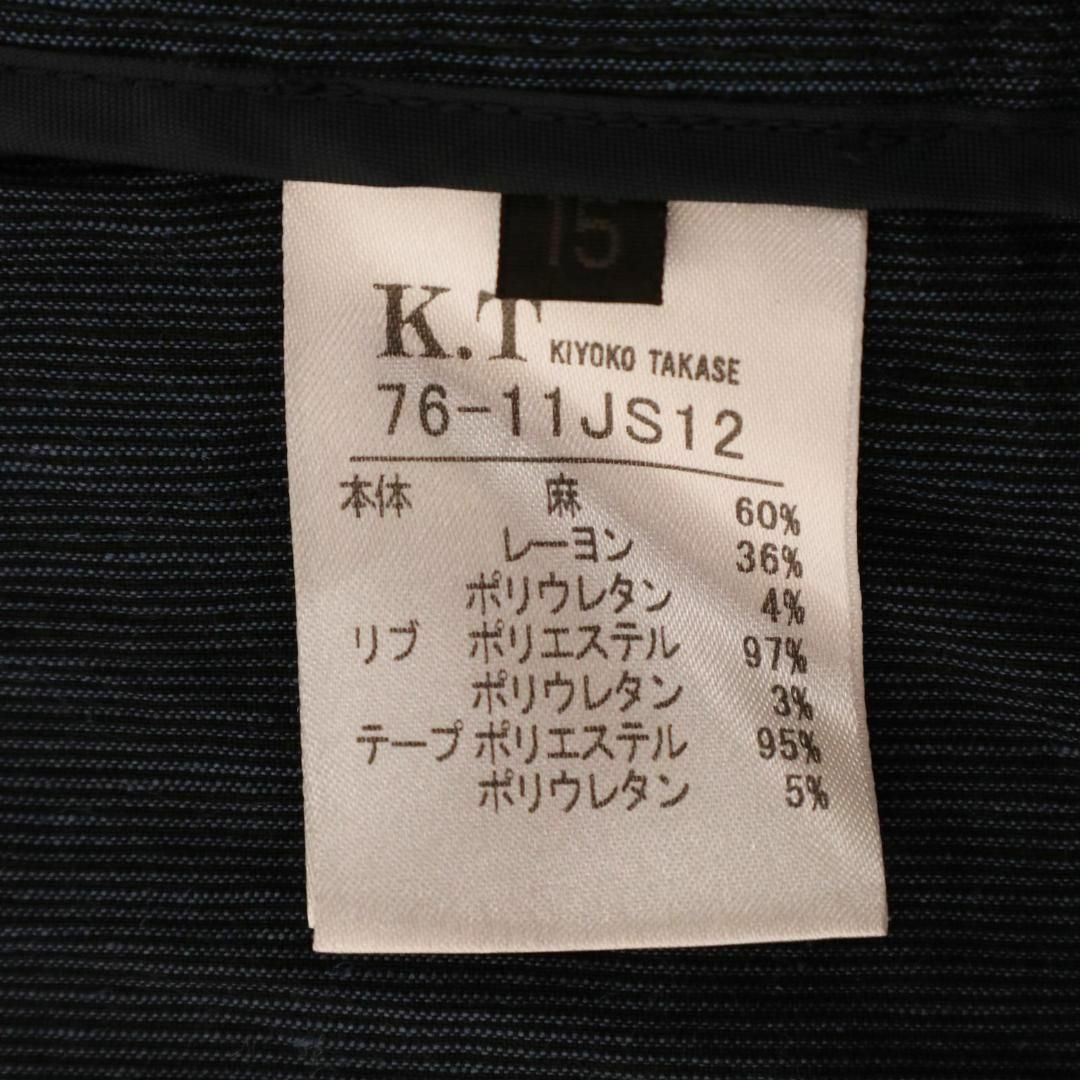 15
K.T KIYOKO TAKASE
76-11JS12
本体 麻 60%
レーヨン 36%
ポリウレタン 4%
リブ ポリエステル 97%
ポリウレタン 3%
テープ ポリエステル 95%
ポリウレタン 5%